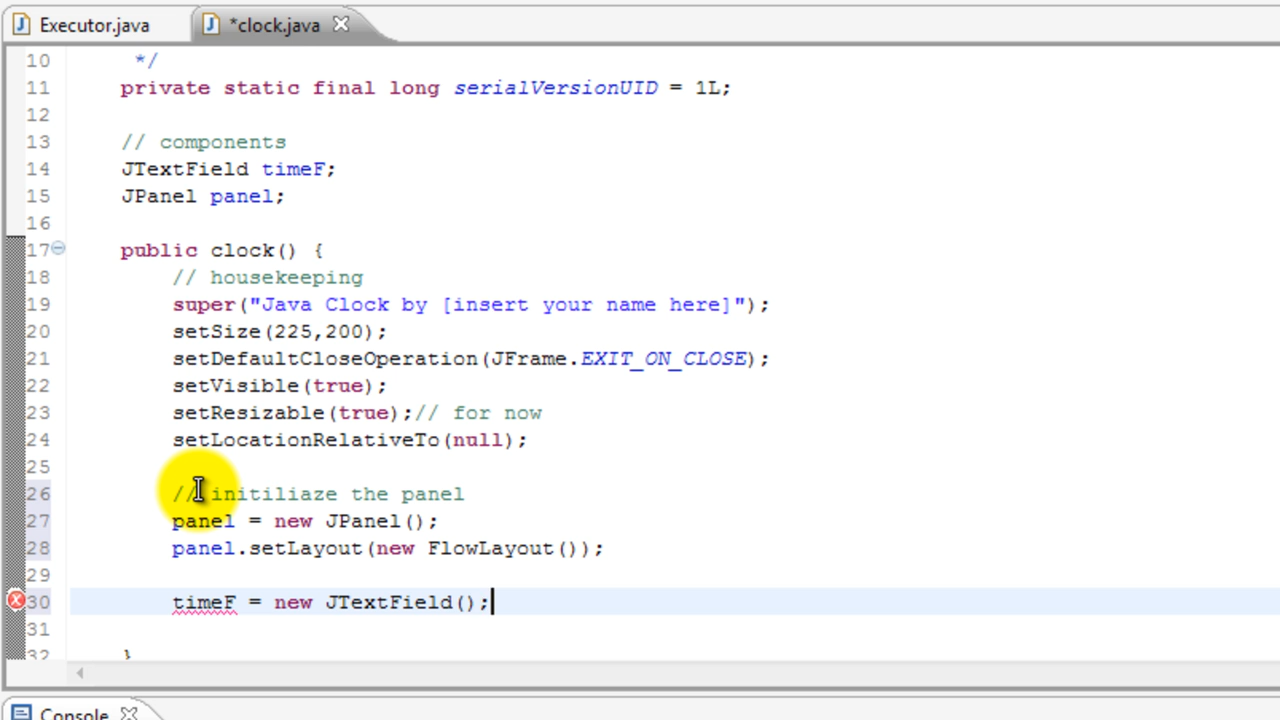 Executor.java *clock.java
10 */
11 private static final long serialVersionUID = 1L;
12
13 // components
14 JTextField timeF;
15 JPanel panel;
16
17 public clock() {
18 // housekeeping
19 super("Java Clock by [insert your name here]");
20 setSize(225,200);
21 setDefaultCloseOperation(JFrame.EXIT_ON_CLOSE);
22 setVisible(true);
23 setResizable(true);// for now
24 setLocationRelativeTo(null);
25
26 // initiliaze the panel
27 panel = new JPanel();
28 panel.setLayout(new FlowLayout());
29
30 timeF = new JTextField();
31
32 }
Console